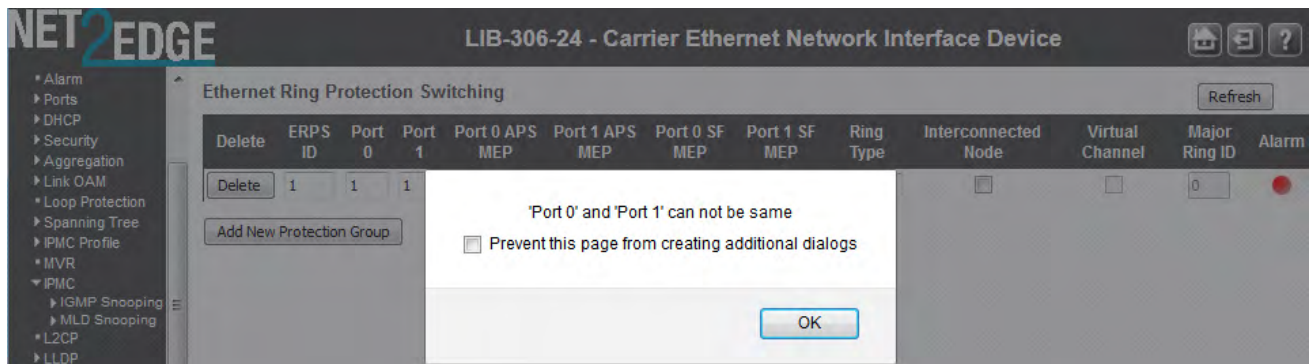 NET2EDGE
LIB-306-24 - Carrier Ethernet Network Interface Device
?
Alarm
Ports
DHCP
Security
Aggregation
Link OAM
Loop Protection
Spanning Tree
IPMC Profile
MVR
IPMC
IGMP Snooping
MLD Snooping
L2CP
LLDP
Ethernet Ring Protection Switching
Refresh
Delete ERPS ID Port 0 Port 1 Port 0 APS MEP Port 1 APS MEP Port 0 SF MEP Port 1 SF MEP Ring Type Interconnected Node Virtual Channel Major Ring ID Alarm
Delete 1 1 1 0
Add New Protection Group
'Port 0' and 'Port 1' can not be same
Prevent this page from creating additional dialogs
OK